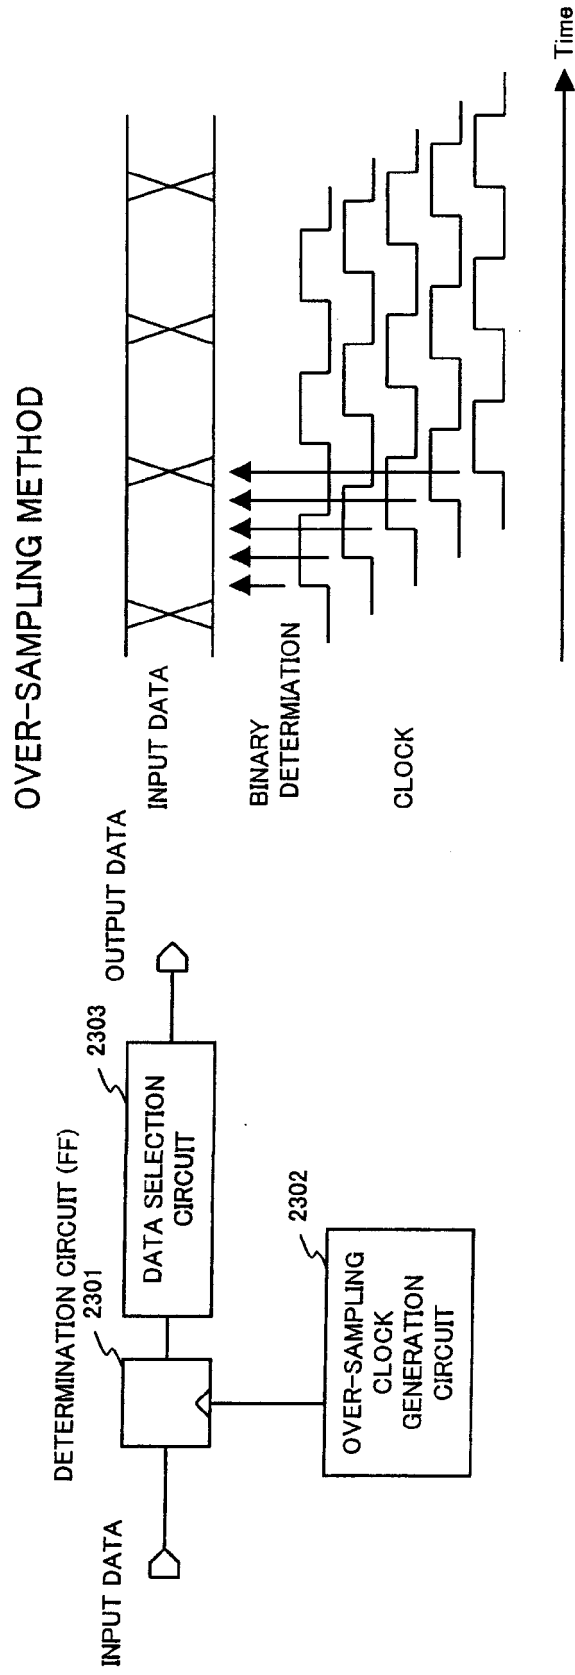 OVER-SAMPLING METHOD
INPUT DATA
DETERMINATION CIRCUIT (FF)
2301
2303
DATA SELECTION
CIRCUIT
OUTPUT DATA
2302
OVER-SAMPLING
CLOCK
GENERATION
CIRCUIT
INPUT DATA
BINARY
DETERMIATION
CLOCK
Time